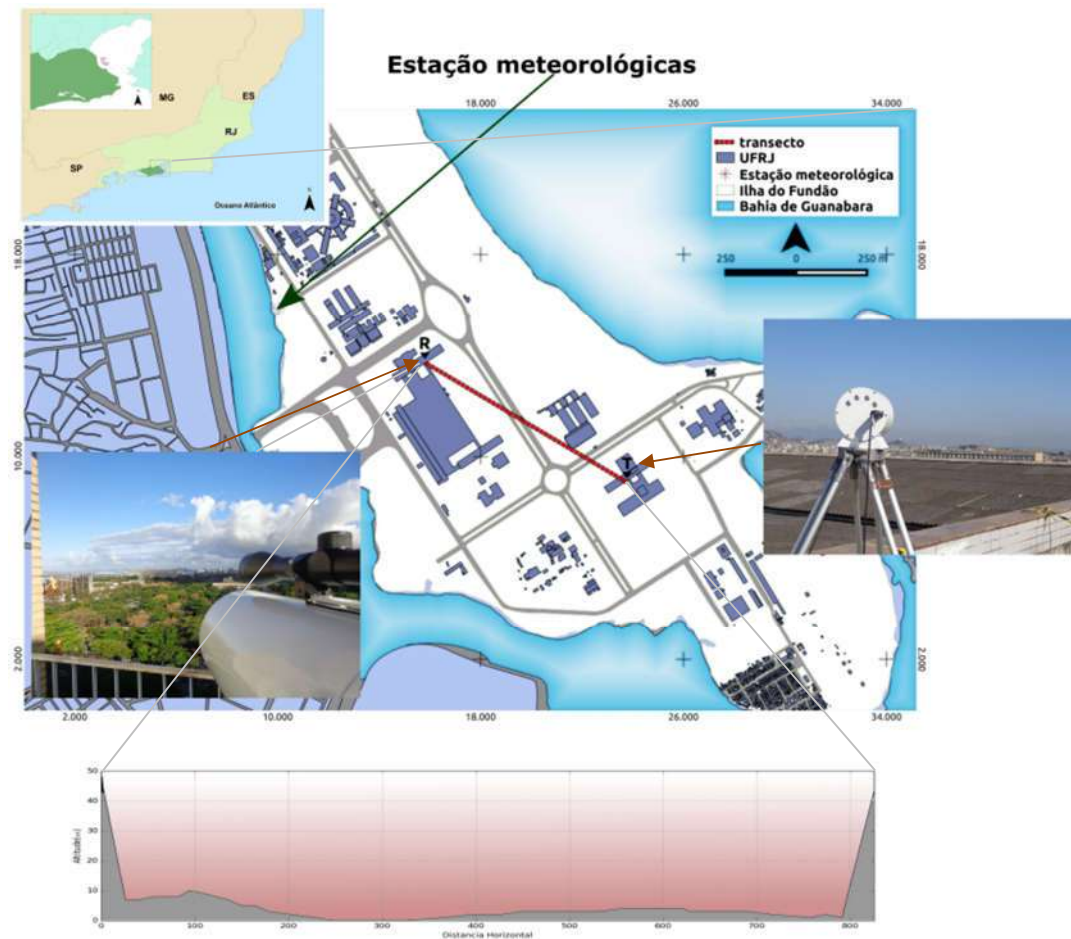 Estação meteorológicas
MG
ES
RJ
SP
Oceano Atlântico
18.000
26.000
34.000
transecto
UFRJ
Estação meteorológica
Ilha do Fundão
Bahia de Guanabara
250
0
250 m
18.000
18.000
R
10.000
T
2.000
2.000
2.000
10.000
18.000
26.000
34.000
50
40
30
20
10
0
Altitude(m)
0
100
200
300
400
500
600
700
800
Distancia Horizontal